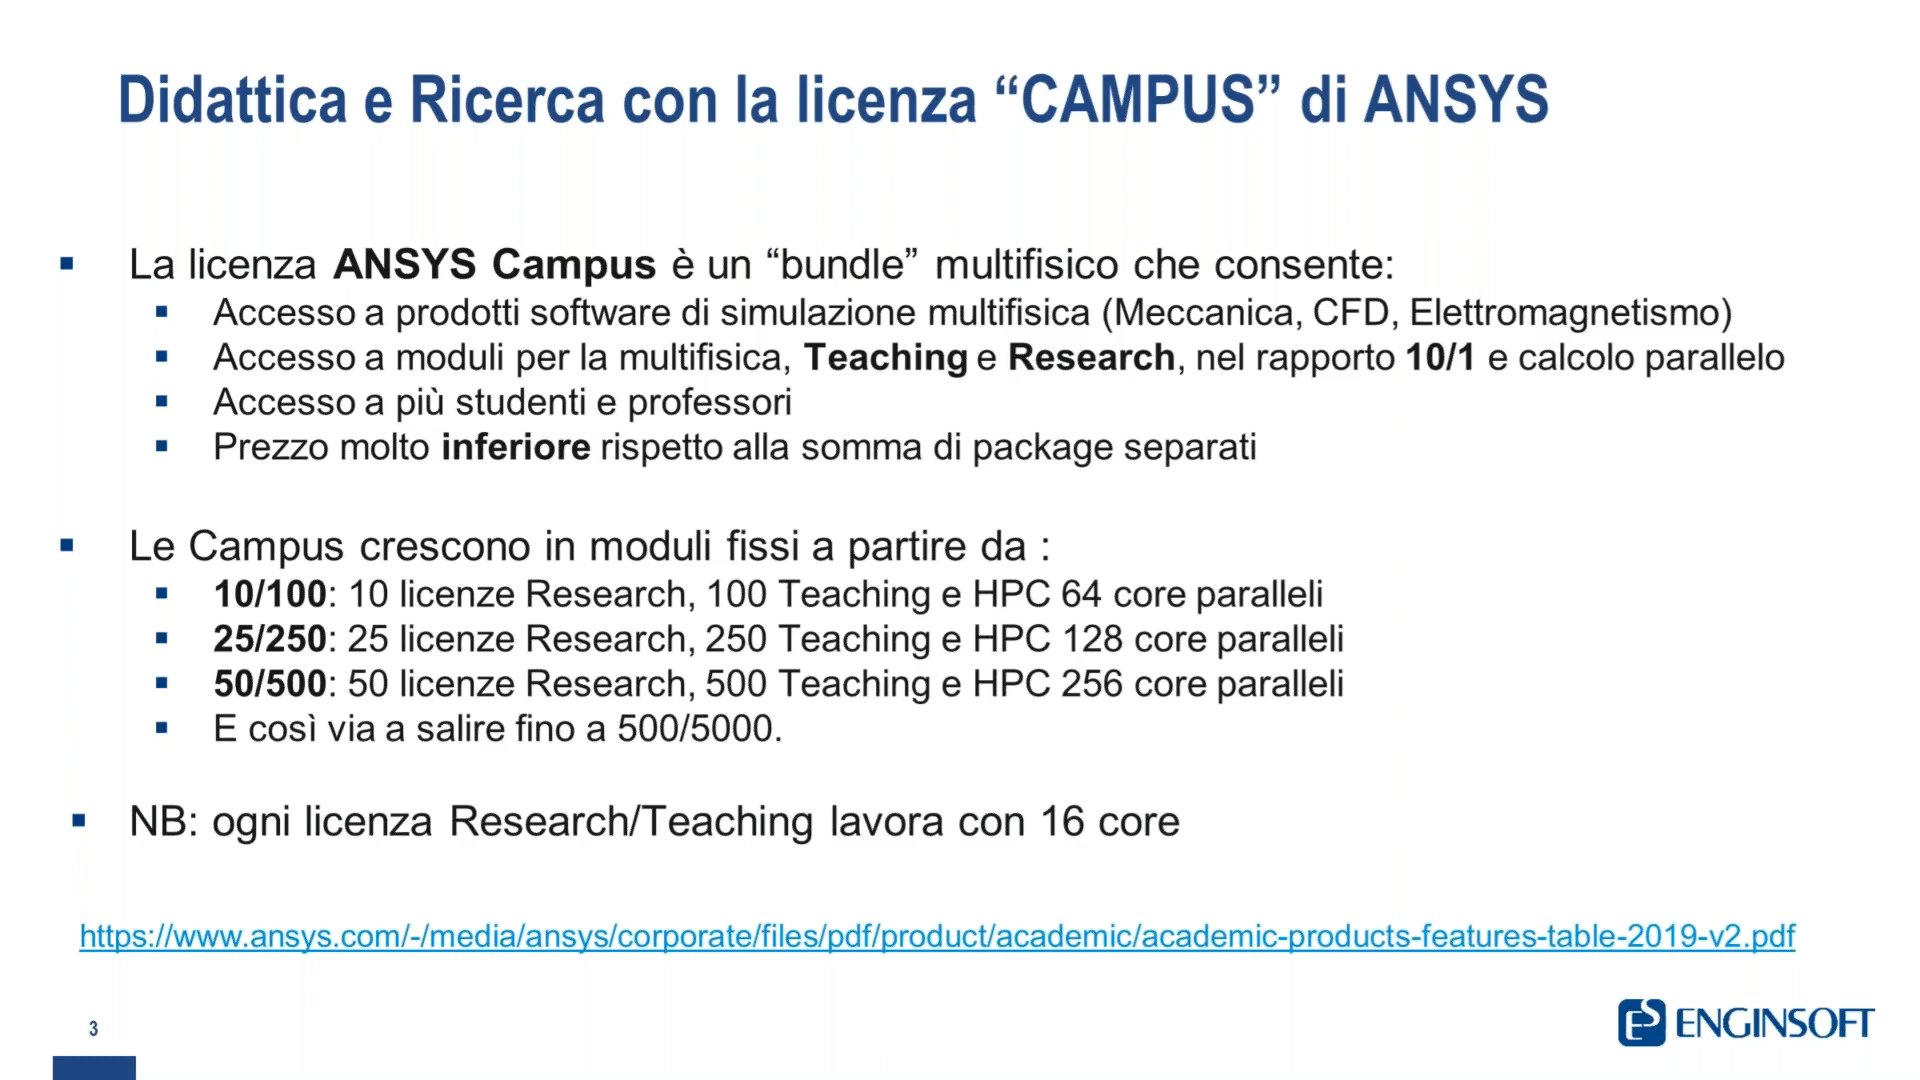 Didattica e Ricerca con la licenza “CAMPUS” di ANSYS
La licenza ANSYS Campus è un “bundle” multifisico che consente:
Accesso a prodotti software di simulazione multifisica (Meccanica, CFD, Elettromagnetismo)
Accesso a moduli per la multifisica, Teaching e Research, nel rapporto 10/1 e calcolo parallelo
Accesso a più studenti e professori
Prezzo molto inferiore rispetto alla somma di package separati
Le Campus crescono in moduli fissi a partire da :
10/100: 10 licenze Research, 100 Teaching e HPC 64 core paralleli
25/250: 25 licenze Research, 250 Teaching e HPC 128 core paralleli
50/500: 50 licenze Research, 500 Teaching e HPC 256 core paralleli
E così via a salire fino a 500/5000.
NB: ogni licenza Research/Teaching lavora con 16 core
https://www.ansys.com/-/media/ansys/corporate/files/pdf/product/academic/academic-products-features-table-2019-v2.pdf
3
ES ENGINSOFT